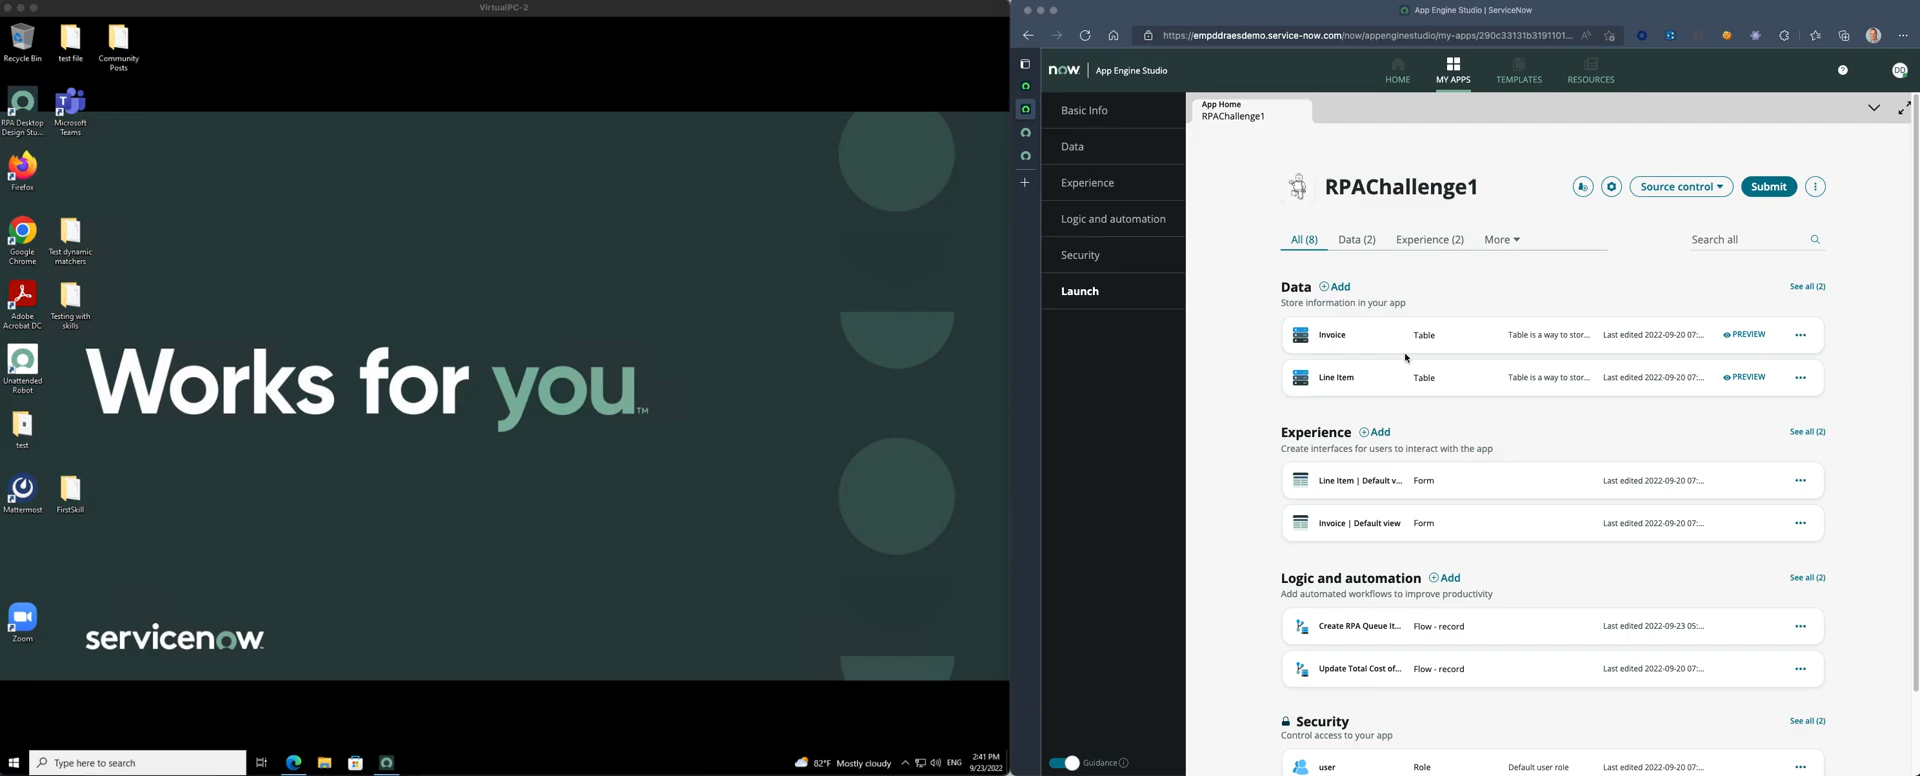 VirtualPC-2
Recycle Bin
test file
Community
Posts
RPA Desktop
Design Stu...
Microsoft
Teams
Firefox
Google
Chrome
Test dynamic
matchers
Adobe
Acrobat DC
Testing with
skills
Unattended
Robot
test
Mattermost
FirstSkill
Zoom
Works for you™
servicenow
Type here to search
82°F Mostly cloudy
ENG
2:41 PM
9/23/2022
App Engine Studio | ServiceNow
https://empddraesdemo.service-now.com/now/appenginestudio/my-apps/290c33131b3191101...
now
App Engine Studio
HOME
MY APPS
TEMPLATES
RESOURCES
?
DD
Basic Info
Data
Experience
Logic and automation
Security
Launch
Guidance
App Home
RPAChallenge1
RPAChallenge1
Source control
Submit
All (8)
Data (2)
Experience (2)
More
Search all
Data
Add
See all (2)
Store information in your app
Invoice
Table
Table is a way to stor...
Last edited 2022-09-20 07:...
PREVIEW
Line Item
Table
Table is a way to stor...
Last edited 2022-09-20 07:...
PREVIEW
Experience
Add
See all (2)
Create interfaces for users to interact with the app
Line Item | Default v...
Form
Last edited 2022-09-20 07:...
Invoice | Default view
Form
Last edited 2022-09-20 07:...
Logic and automation
Add
See all (2)
Add automated workflows to improve productivity
Create RPA Queue It...
Flow - record
Last edited 2022-09-23 05:...
Update Total Cost of...
Flow - record
Last edited 2022-09-20 07:...
Security
See all (2)
Control access to your app
user
Role
Default user role
Last edited 2022-09-20 07:...